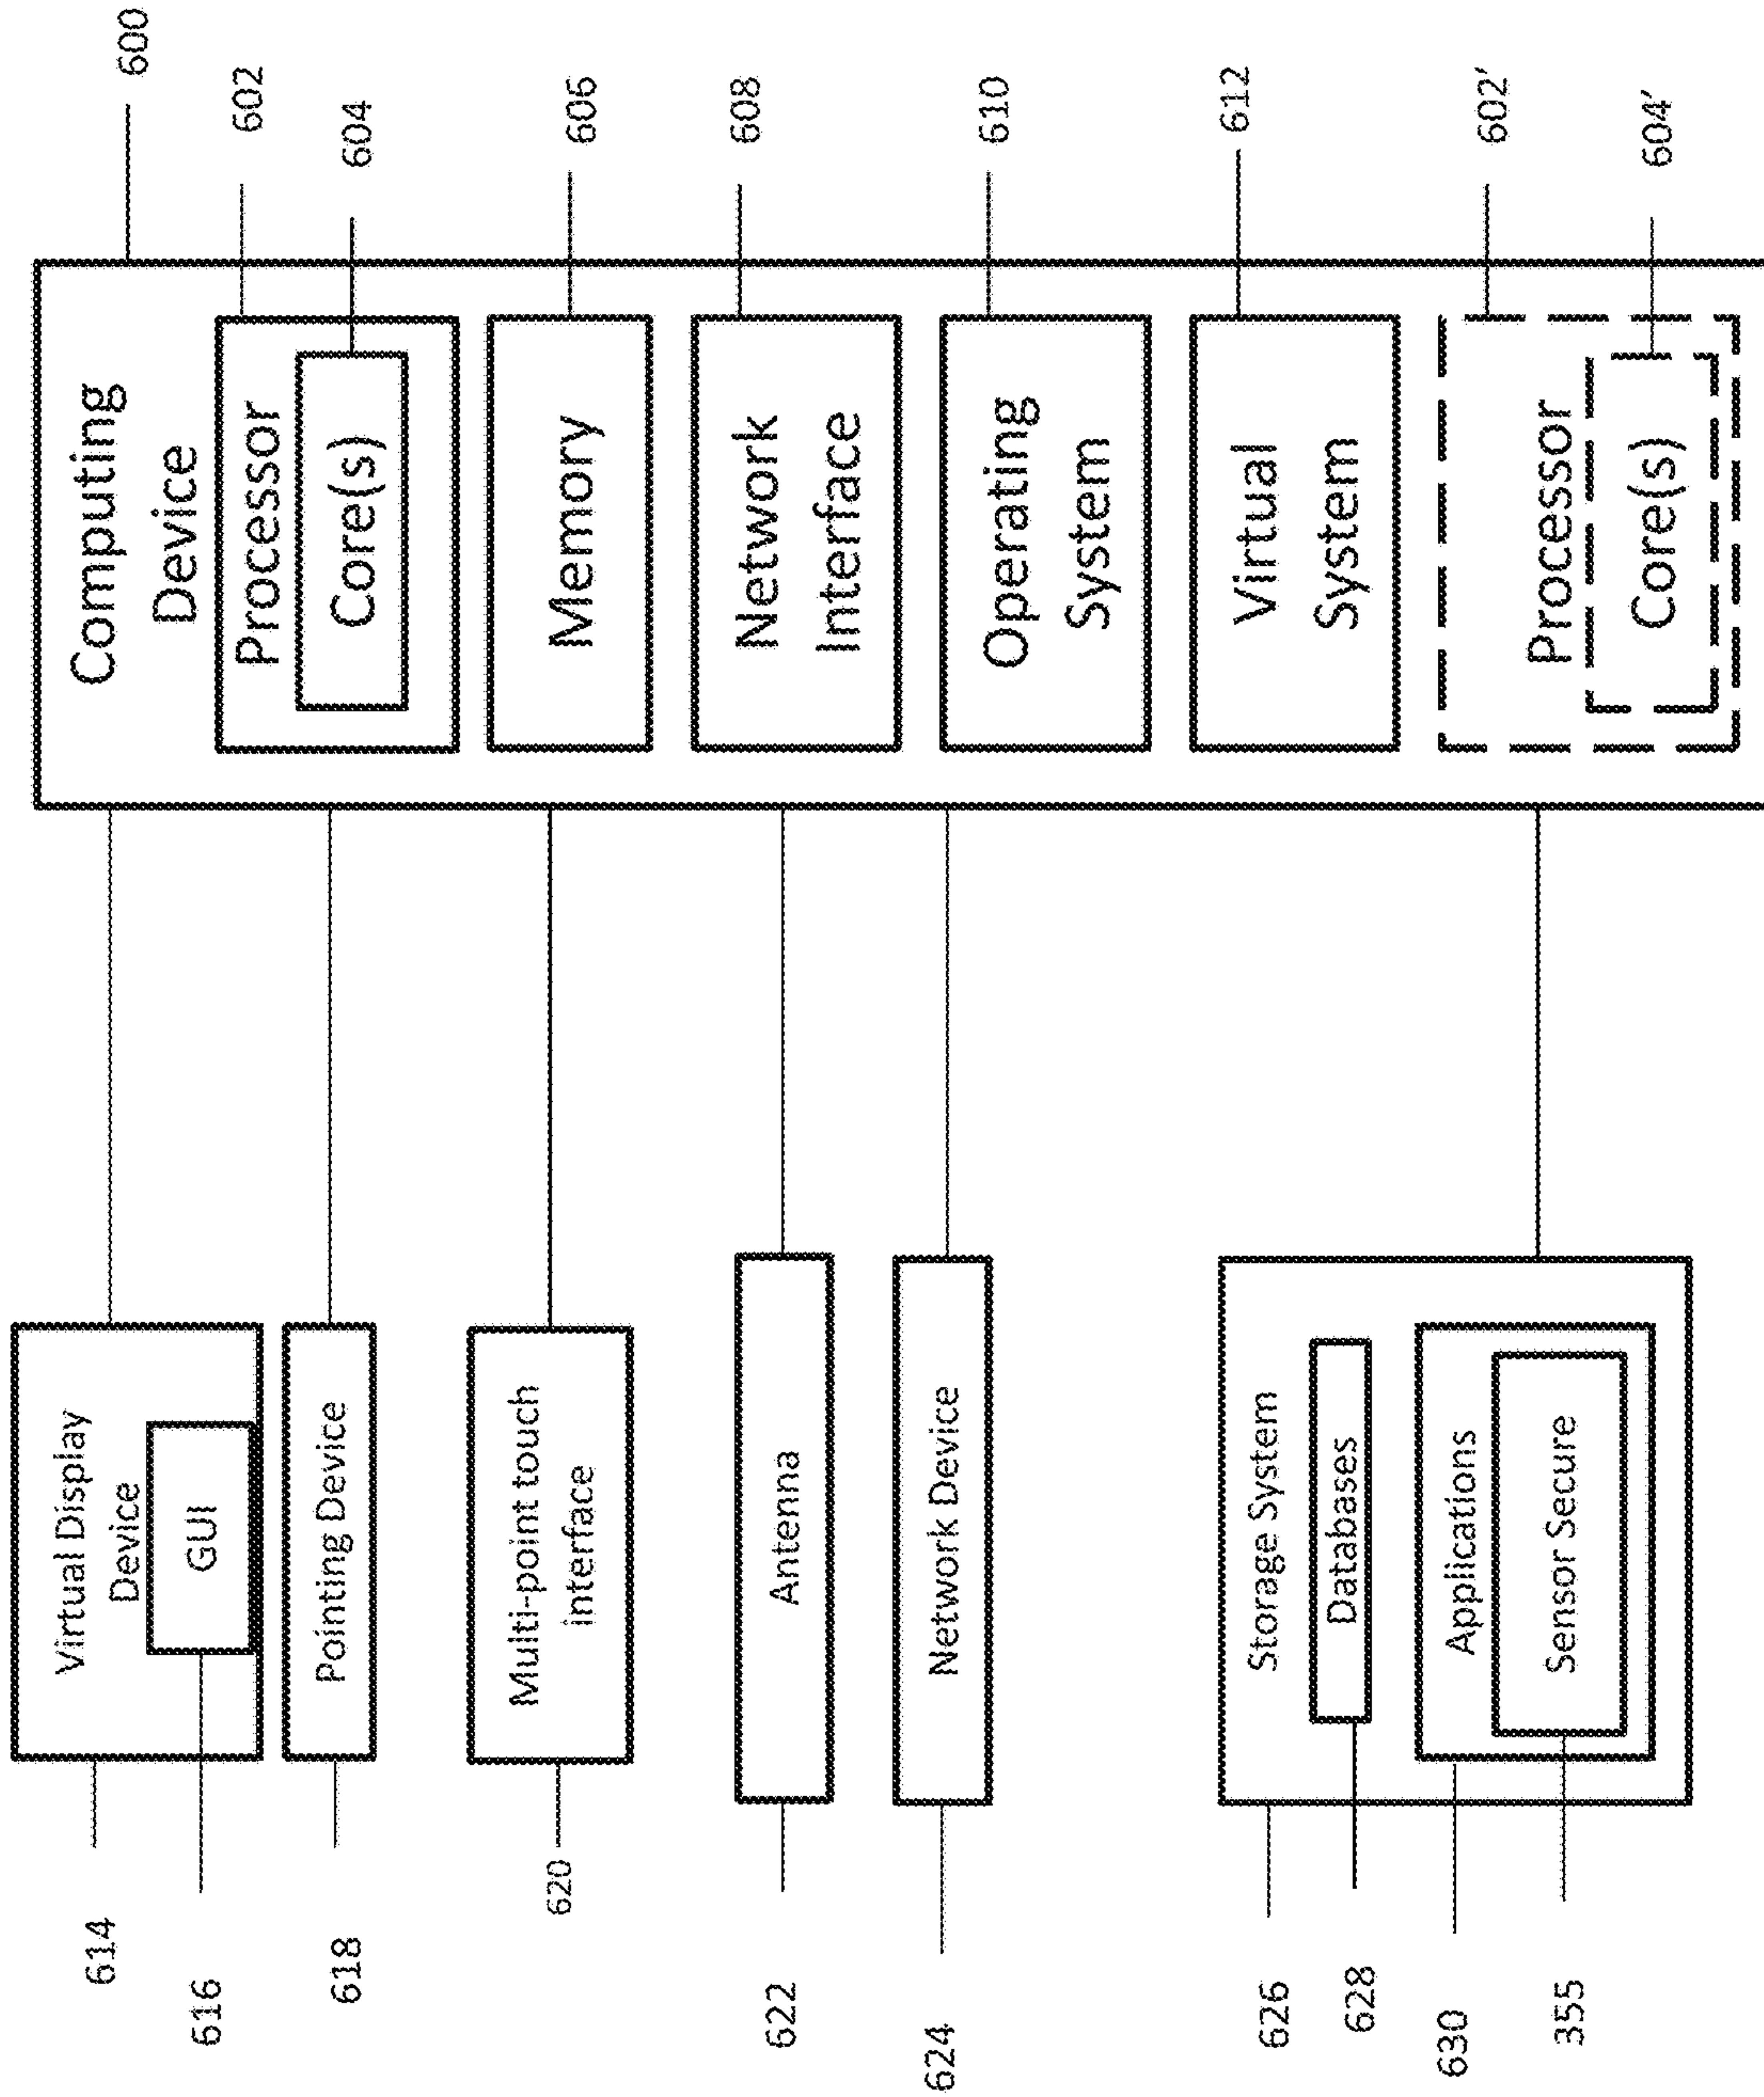 600
Computing
Device
602
Processor
604
Core(s)
606
Memory
608
Network
Interface
610
Operating
System
612
Virtual
System
602'
Processor
604'
Core(s)
614
Virtual Display
Device
616
GUI
618
Pointing Device
620
Multi-point touch
interface
622
Antenna
624
Network Device
626
Storage System
628
Databases
630
Applications
355
Sensor Secure